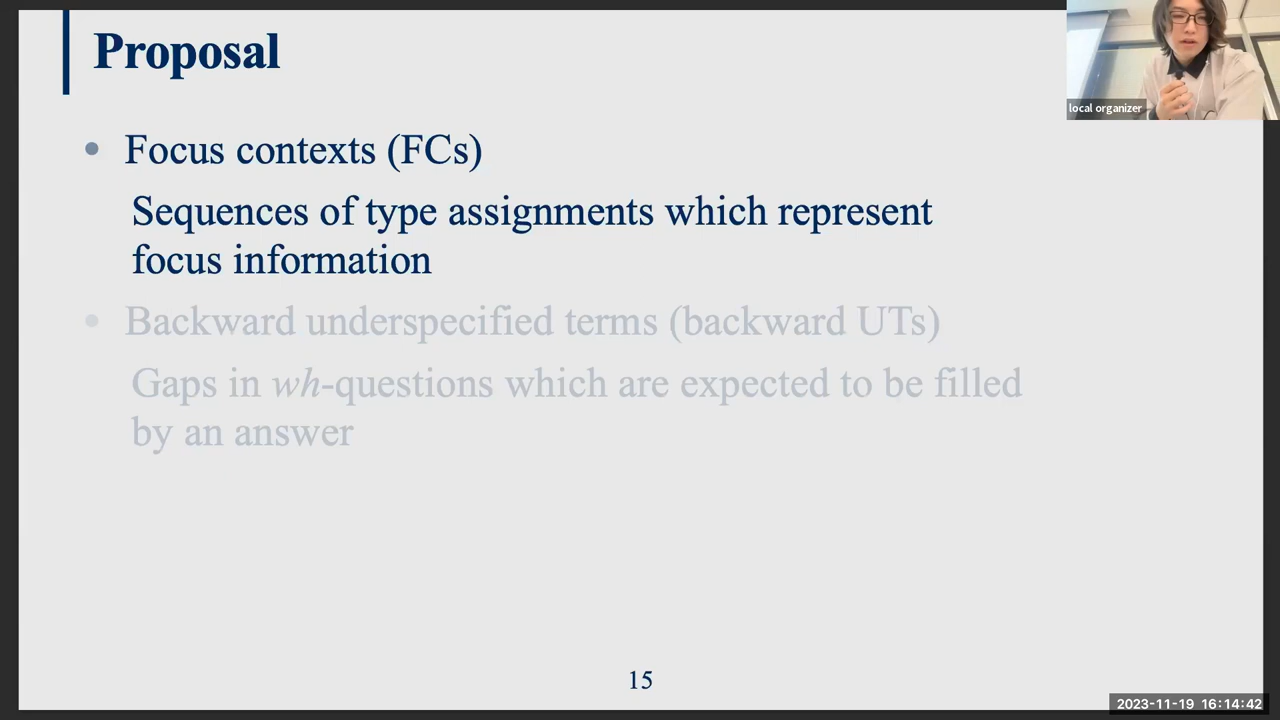 Proposal
local organizer
• Focus contexts (FCs)
Sequences of type assignments which represent
focus information
• Backward underspecified terms (backward UTs)
Gaps in wh-questions which are expected to be filled
by an answer
15
2023-11-19 16:14:42